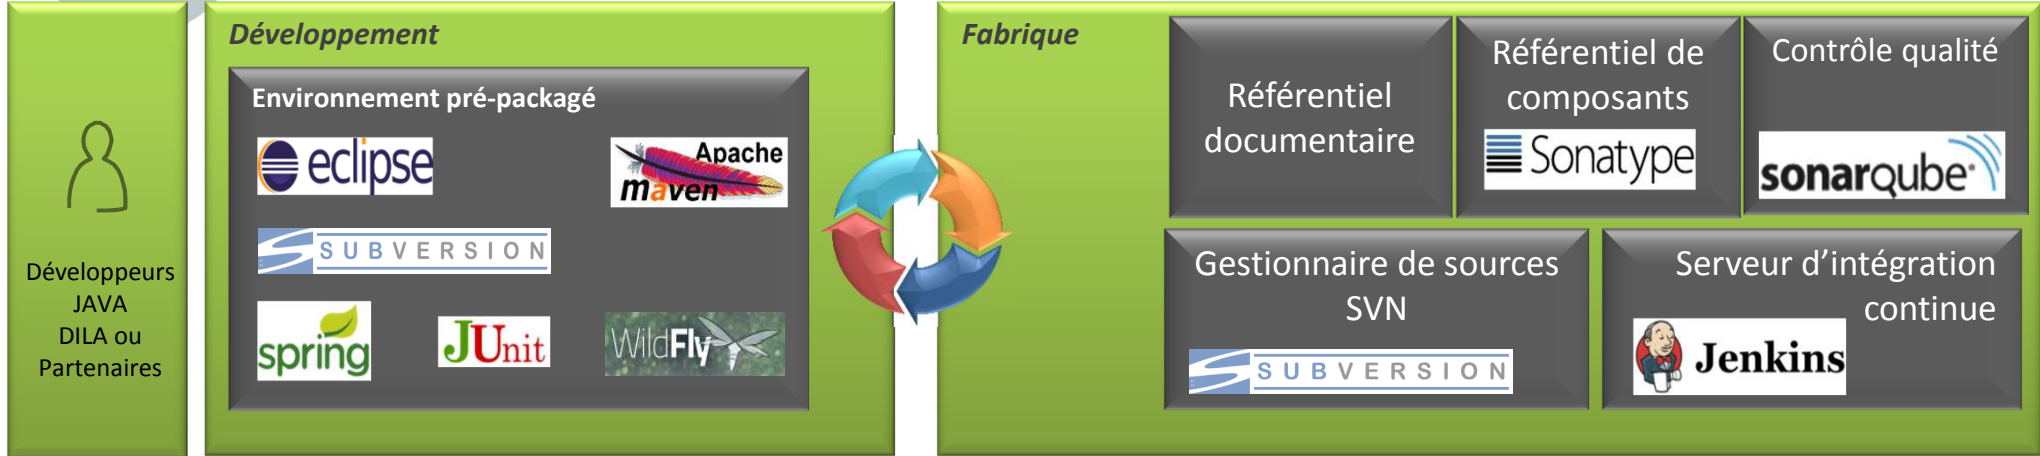 Développeurs
JAVA
DILA ou
Partenaires
Développement
Environnement pré-packagé
eclipse
Apache
maven
SUBVERSION
spring
JUnit
WildFly
Fabrique
Référentiel
documentaire
Référentiel de
composants
Sonatype
Contrôle qualité
sonarqube
Gestionnaire de sources
SVN
SUBVERSION
Serveur d’intégration
continue
Jenkins